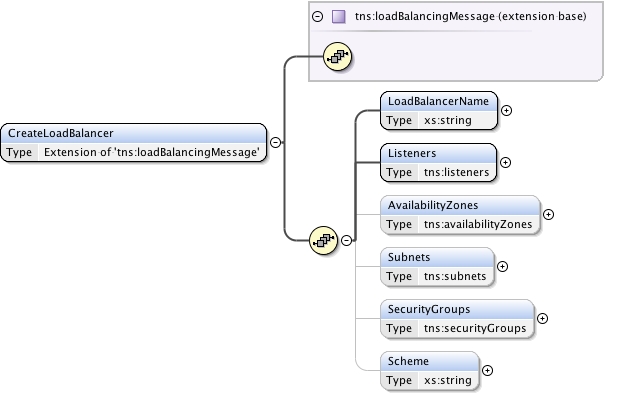 tns:loadBalancingMessage (extension base)
CreateLoadBalancer
Type Extension of 'tns:loadBalancingMessage'
LoadBalancerName
Type xs:string
Listeners
Type tns:listeners
AvailabilityZones
Type tns:availabilityZones
Subnets
Type tns:subnets
SecurityGroups
Type tns:securityGroups
Scheme
Type xs:string